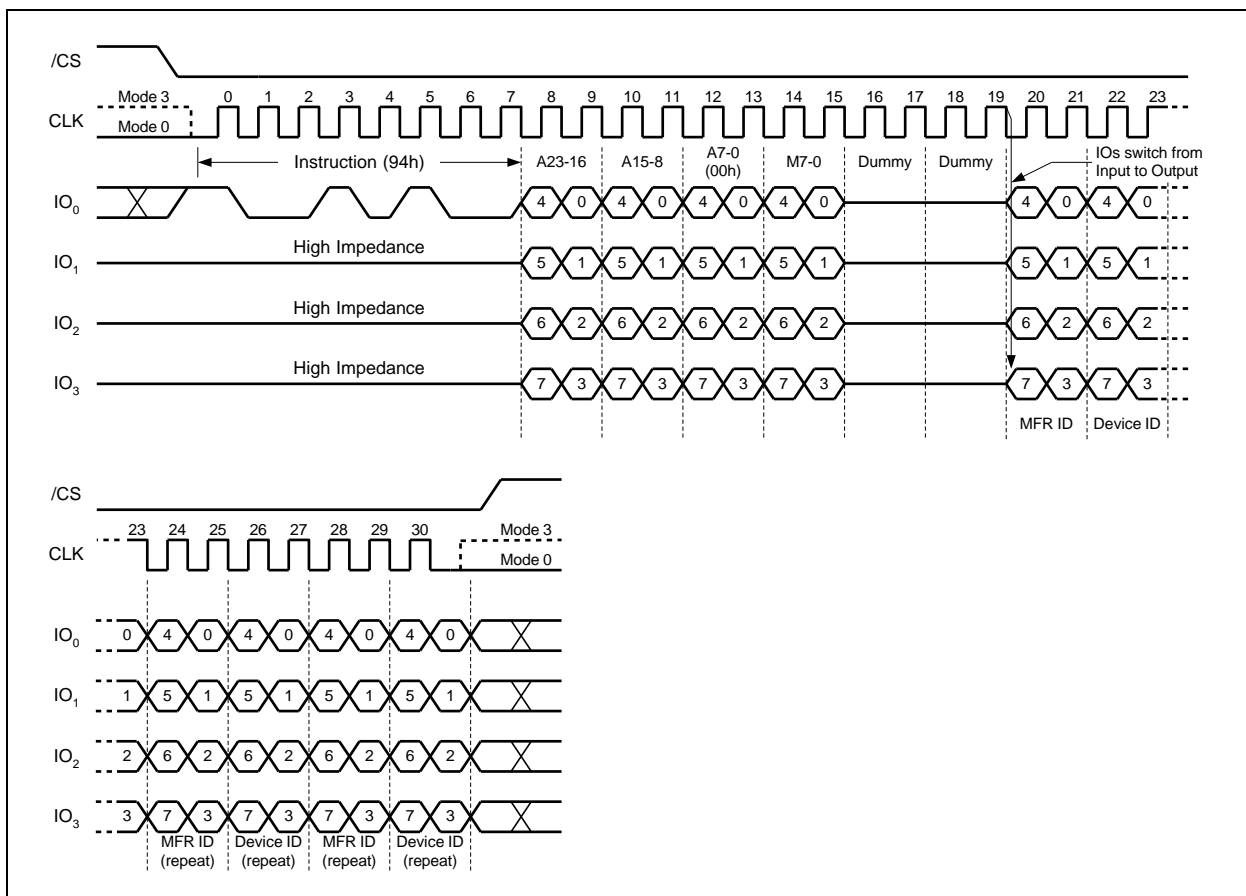 /CS
Mode 3 0 1 2 3 4 5 6 7 8 9 10 11 12 13 14 15 16 17 18 19 20 21 22 23
CLK Mode 0
Instruction (94h) A23-16 A15-8 A7-0 (00h) M7-0 Dummy Dummy IOs switch from Input to Output
IO0 4 0 4 0 4 0 4 0 4 0 4 0
High Impedance
IO1 5 1 5 1 5 1 5 1 5 1 5 1
High Impedance
IO2 6 2 6 2 6 2 6 2 6 2 6 2
High Impedance
IO3 7 3 7 3 7 3 7 3 7 3 7 3
MFR ID Device ID
/CS
23 24 25 26 27 28 29 30 Mode 3
CLK Mode 0
IO0 0 4 0 4 0 4 0 4 0
IO1 1 5 1 5 1 5 1 5 1
IO2 2 6 2 6 2 6 2 6 2
IO3 3 7 3 7 3 7 3 7 3
MFR ID (repeat) Device ID (repeat) MFR ID (repeat) Device ID (repeat)